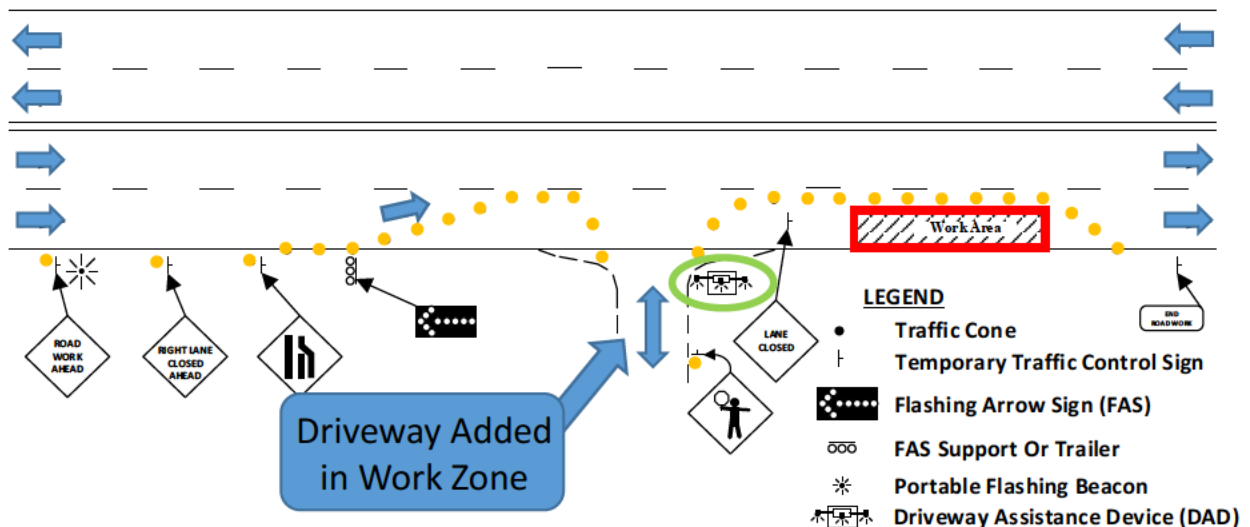 Work Area
ROAD
WORK
AHEAD
RIGHT LANE
CLOSED
AHEAD
LANE
CLOSED
END
ROAD WORK
Driveway Added
in Work Zone
LEGEND
Traffic Cone
Temporary Traffic Control Sign
Flashing Arrow Sign (FAS)
FAS Support Or Trailer
Portable Flashing Beacon
Driveway Assistance Device (DAD)